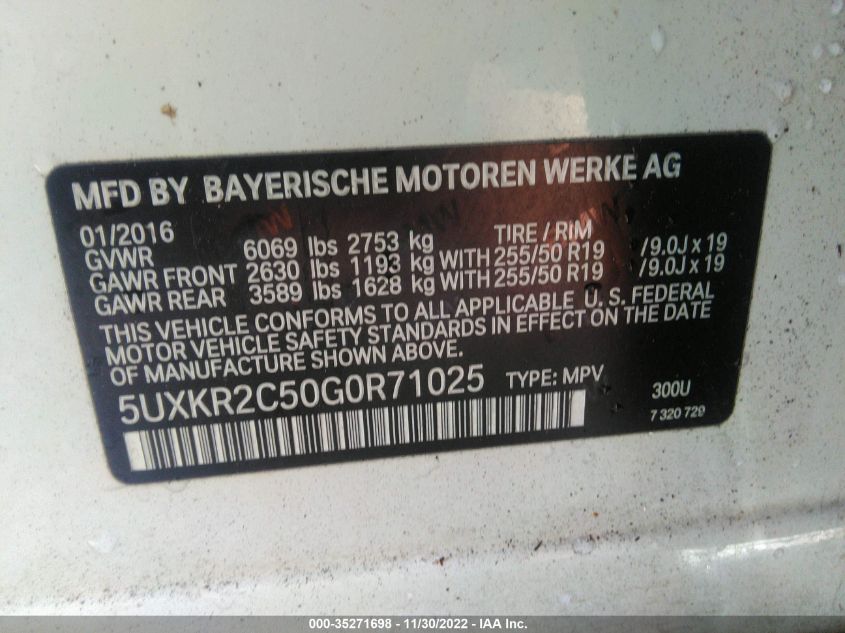 MFD BY BAYERISCHE MOTOREN WERKE AG
01/2016 TIRE / RIM
GVWR 6069 lbs 2753 kg
GAWR FRONT 2630 lbs 1193 kg WITH 255/50 R19 /9.0J x 19
GAWR REAR 3589 lbs 1628 kg WITH 255/50 R19 /9.0J x 19
THIS VEHICLE CONFORMS TO ALL APPLICABLE U. S. FEDERAL
MOTOR VEHICLE SAFETY STANDARDS IN EFFECT ON THE DATE
OF MANUFACTURE SHOWN ABOVE.
5UXKR2C50G0R71025 TYPE: MPV 300U
7 320 729
000-35271698 - 11/30/2022 - IAA Inc.